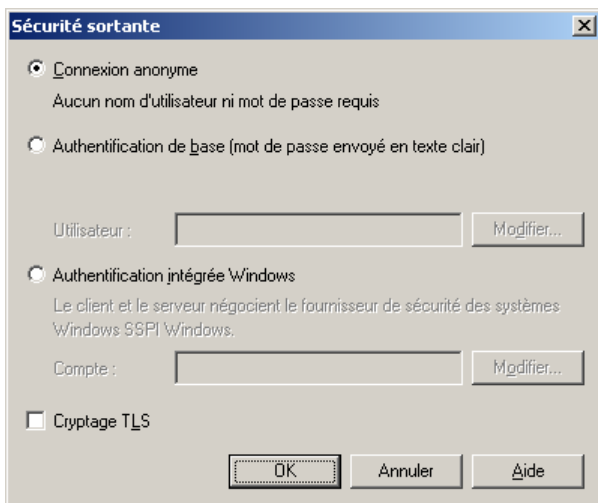 Sécurité sortante
Connexion anonyme
Aucun nom d'utilisateur ni mot de passe requis
Authentification de base (mot de passe envoyé en texte clair)
Utilisateur :
Modifier...
Authentification intégrée Windows
Le client et le serveur négocient le fournisseur de sécurité des systèmes
Windows SSPI Windows.
Compte :
Modifier...
Cryptage TLS
OK
Annuler
Aide